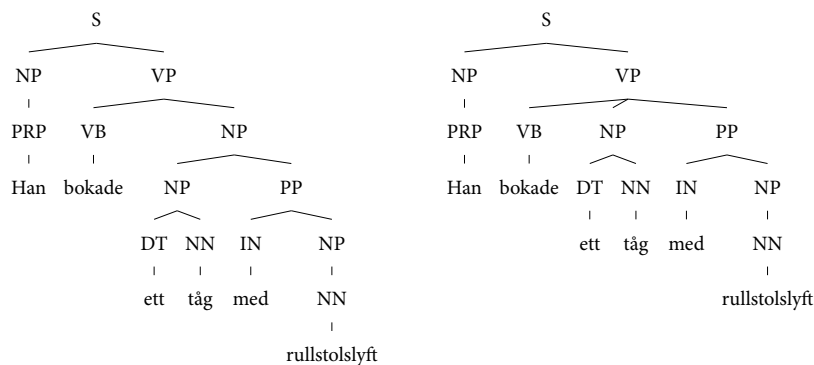 S S
NP VP NP VP
PRP VB NP PRP VB NP PP
Han bokade NP PP Han bokade DT NN IN NP
DT NN IN NP ett tåg med NN
ett tåg med NN rullstolslyft
rullstolslyft